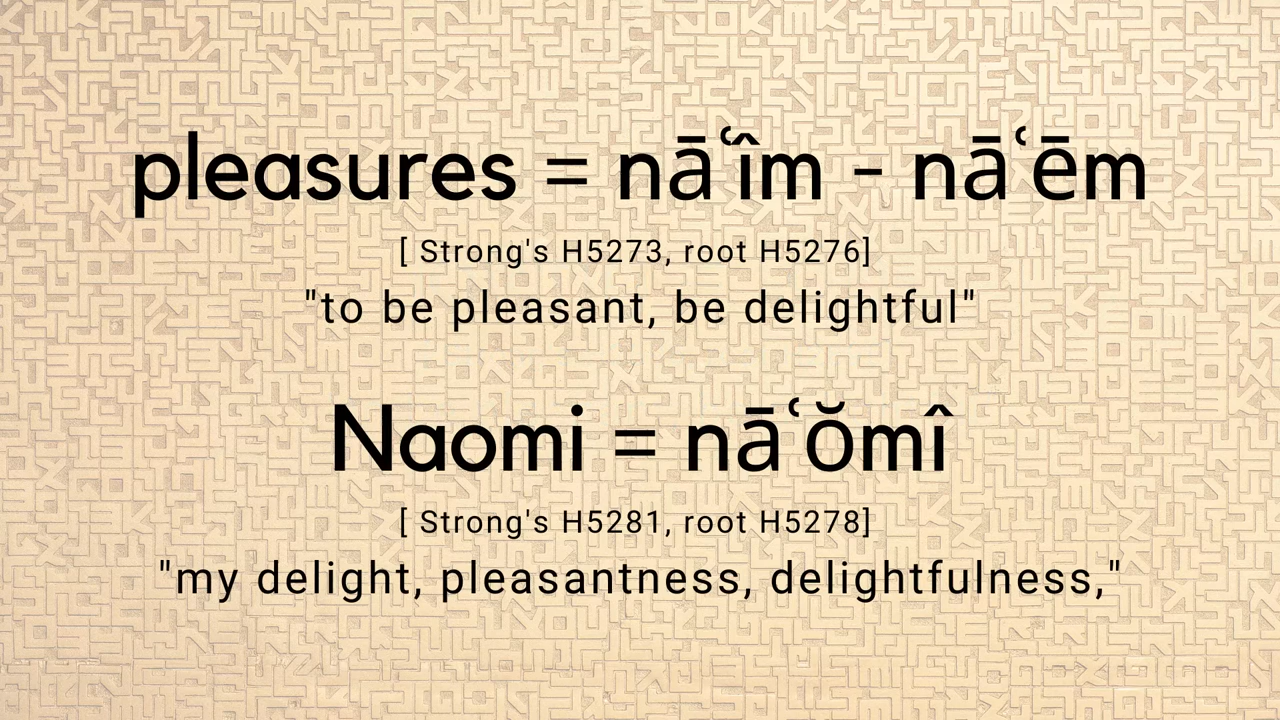 pleasures = nāʿîm - nāʿēm
[ Strong's H5273, root H5276]
"to be pleasant, be delightful"
Naomi = nāʿŏmî
[ Strong's H5281, root H5278]
"my delight, pleasantness, delightfulness,"